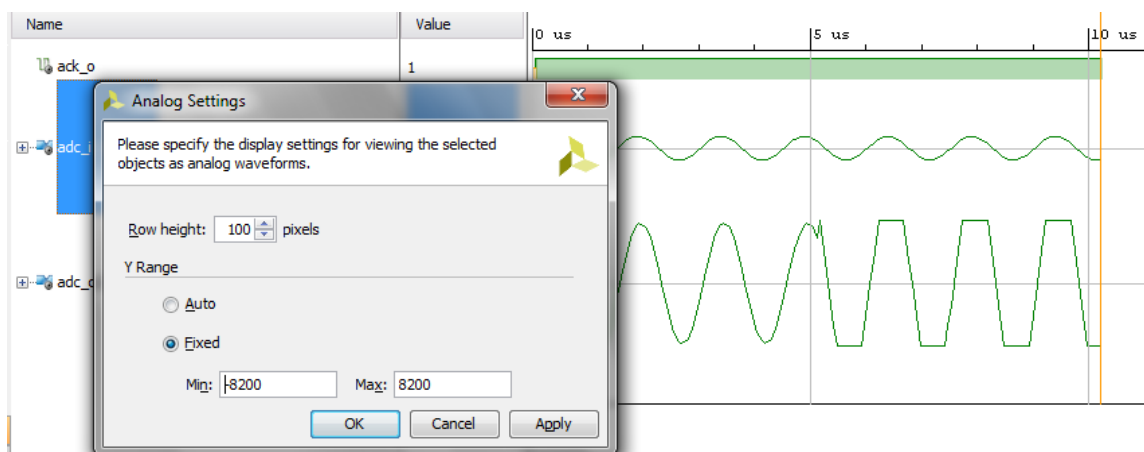 Name
Value
0 us
5 us
10 us
ack_o
1
Analog Settings
adc_i
Please specify the display settings for viewing the selected
objects as analog waveforms.
Row height: 100 pixels
Y Range
adc_
Auto
Fixed
Min: -8200 Max: 8200
OK Cancel Apply